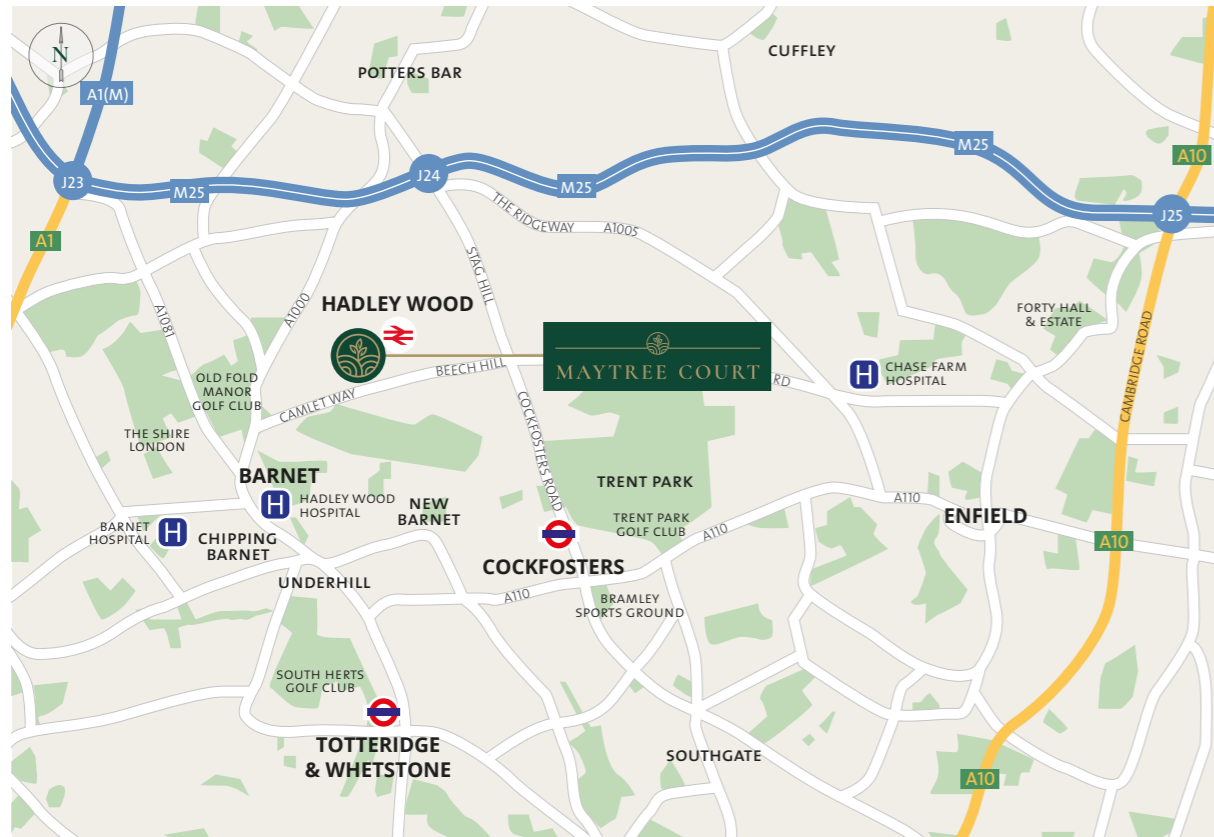 CUFFLEY
N
POTTERS BAR
A1(M)
M25
A10
J24
J23
M25
M25
J25
THE RIDGEWAY
A1005
A1
STAG HILL
HADLEY WOOD
A1000
A1081
FORTY HALL
& ESTATE
CAMBRIDGE ROAD
MAYTREE COURT
BEECH HILL
RD
CHASE FARM
HOSPITAL
H
OLD FOLD
MANOR
GOLF CLUB
CAMLET WAY
COCKFOSTERS ROAD
THE SHIRE
LONDON
BARNET
TRENT PARK
H
HADLEY WOOD
HOSPITAL
NEW
BARNET
A110
ENFIELD
BARNET
HOSPITAL
H
CHIPPING
BARNET
TRENT PARK
GOLF CLUB
A110
A10
COCKFOSTERS
UNDERHILL
A110
BRAMLEY
SPORTS GROUND
SOUTH HERTS
GOLF CLUB
TOTTERIDGE
& WHETSTONE
SOUTHGATE
A10